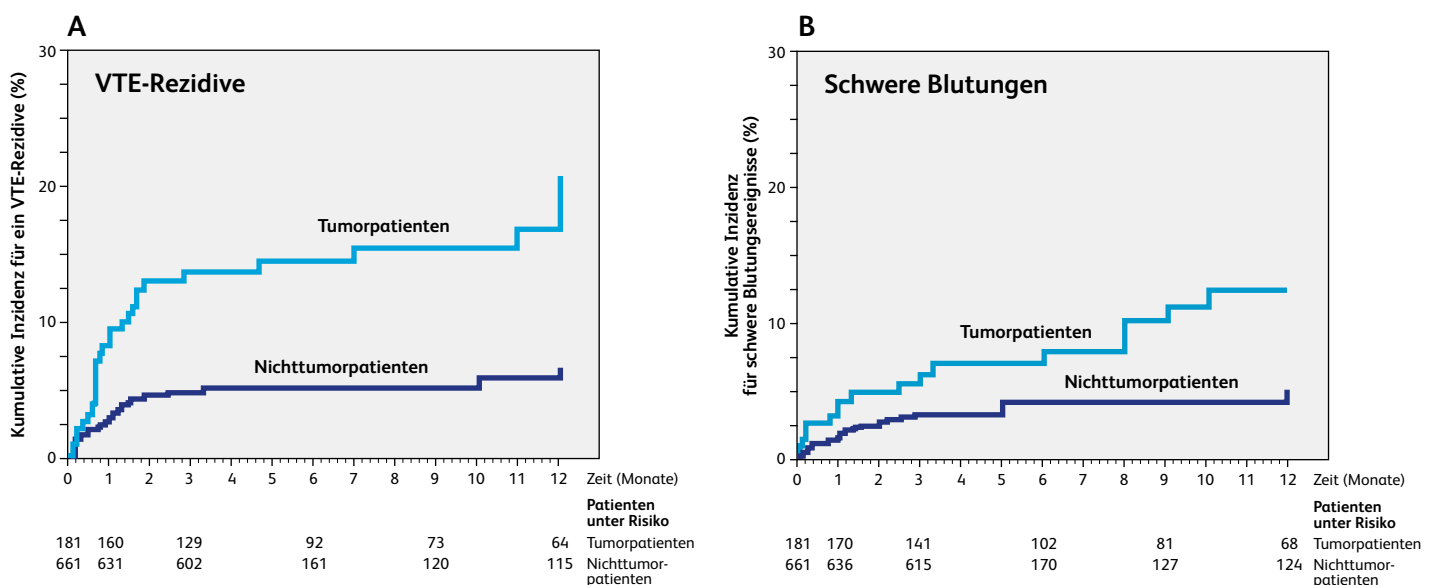 A
Kumulative Inzidenz für ein VTE-Rezidive (%)
30
20
10
0
VTE-Rezidive
Tumorpatienten
Nichttumorpatienten
0 1 2 3 4 5 6 7 8 9 10 11 12 Zeit (Monate)
Patienten
unter Risiko
181 160 129 92 73 64 Tumorpatienten
661 631 602 161 120 115 Nichttumor-
patienten
B
Kumulative Inzidenz
für schwere Blutungsereignisse (%)
30
20
10
0
Schwere Blutungen
Tumorpatienten
Nichttumorpatienten
0 1 2 3 4 5 6 7 8 9 10 11 12 Zeit (Monate)
Patienten
unter Risiko
181 170 141 102 81 68 Tumorpatienten
661 636 615 170 127 124 Nichttumor-
patienten